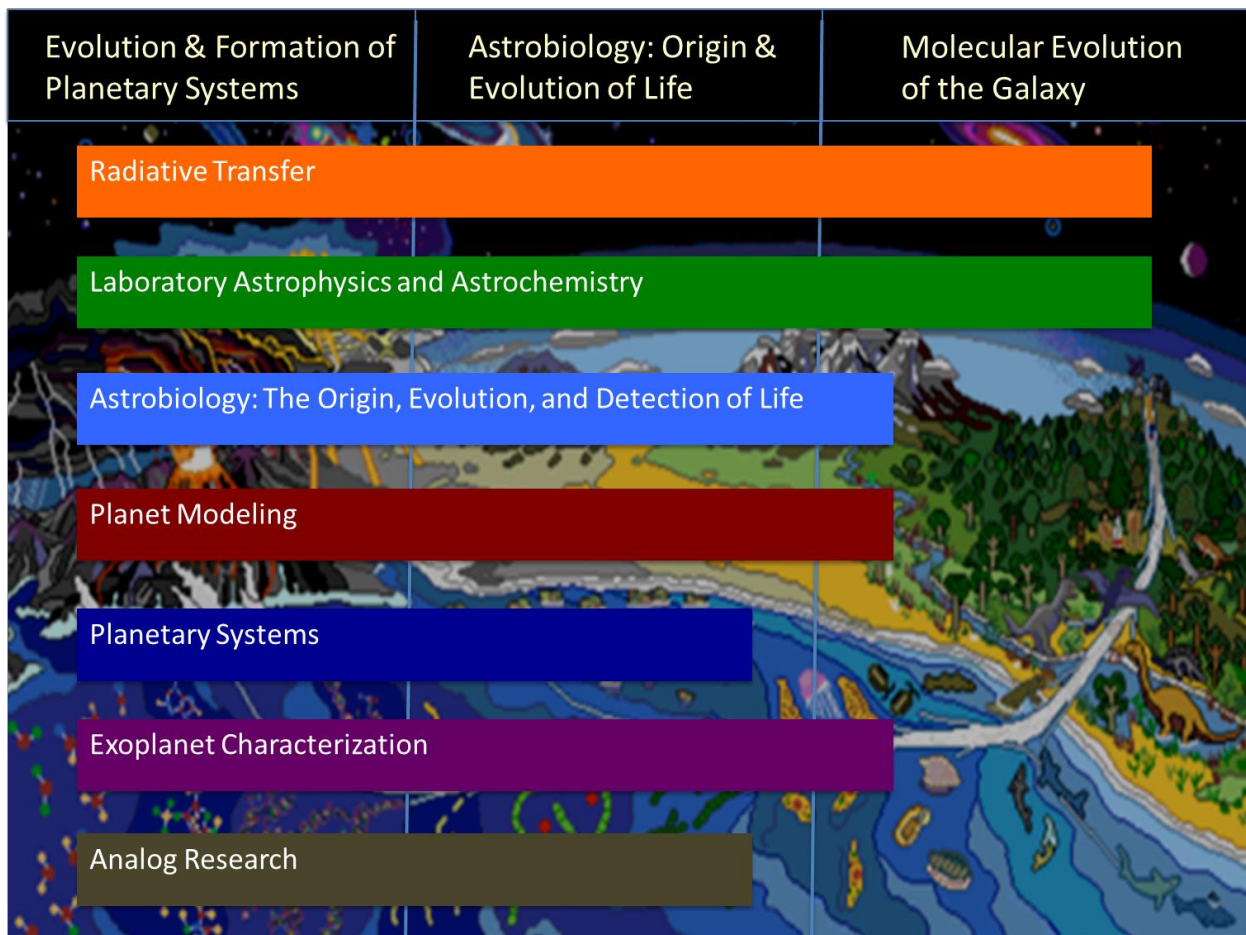 Evolution & Formation of
Planetary Systems
Astrobiology: Origin &
Evolution of Life
Molecular Evolution
of the Galaxy
Radiative Transfer
Laboratory Astrophysics and Astrochemistry
Astrobiology: The Origin, Evolution, and Detection of Life
Planet Modeling
Planetary Systems
Exoplanet Characterization
Analog Research